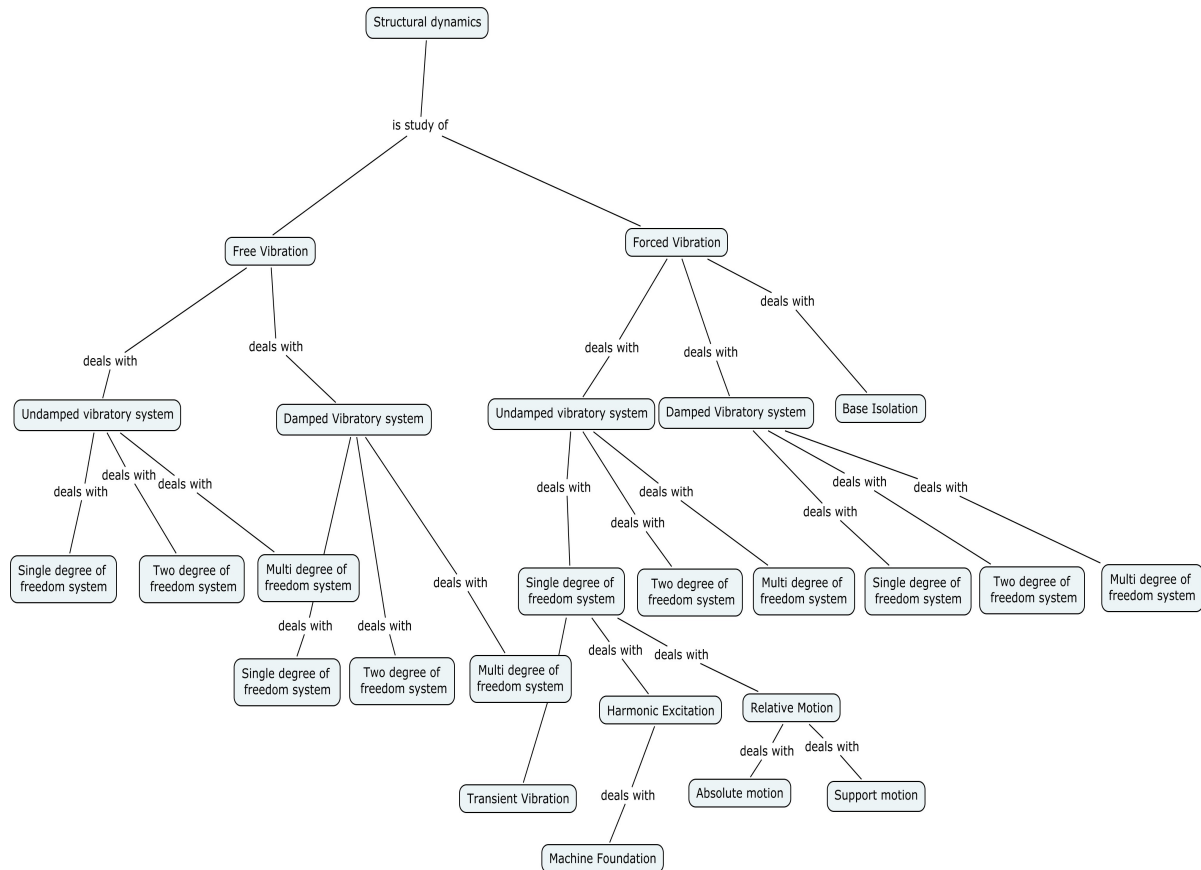 Structural dynamics
is study of
Free Vibration
Forced Vibration
deals with
deals with
deals with
deals with
deals with
Undamped vibratory system
Damped Vibratory system
Undamped vibratory system
Damped Vibratory system
Base Isolation
deals with
deals with
deals with
deals with
deals with
deals with
deals with
deals with
deals with
deals with
Single degree of
freedom system
Two degree of
freedom system
Multi degree of
freedom system
Single degree of
freedom system
Two degree of
freedom system
Multi degree of
freedom system
Single degree of
freedom system
Two degree of
freedom system
Multi degree of
freedom system
deals with
deals with
deals with
deals with
Single degree of
freedom system
Two degree of
freedom system
Multi degree of
freedom system
Harmonic Excitation
Relative Motion
deals with
deals with
Transient Vibration
deals with
Absolute motion
Support motion
Machine Foundation